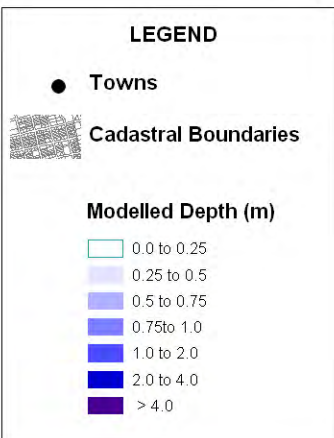 LEGEND
Towns
Cadastral Boundaries
Modelled Depth (m)
0.0 to 0.25
0.25 to 0.5
0.5 to 0.75
0.75to 1.0
1.0 to 2.0
2.0 to 4.0
> 4.0